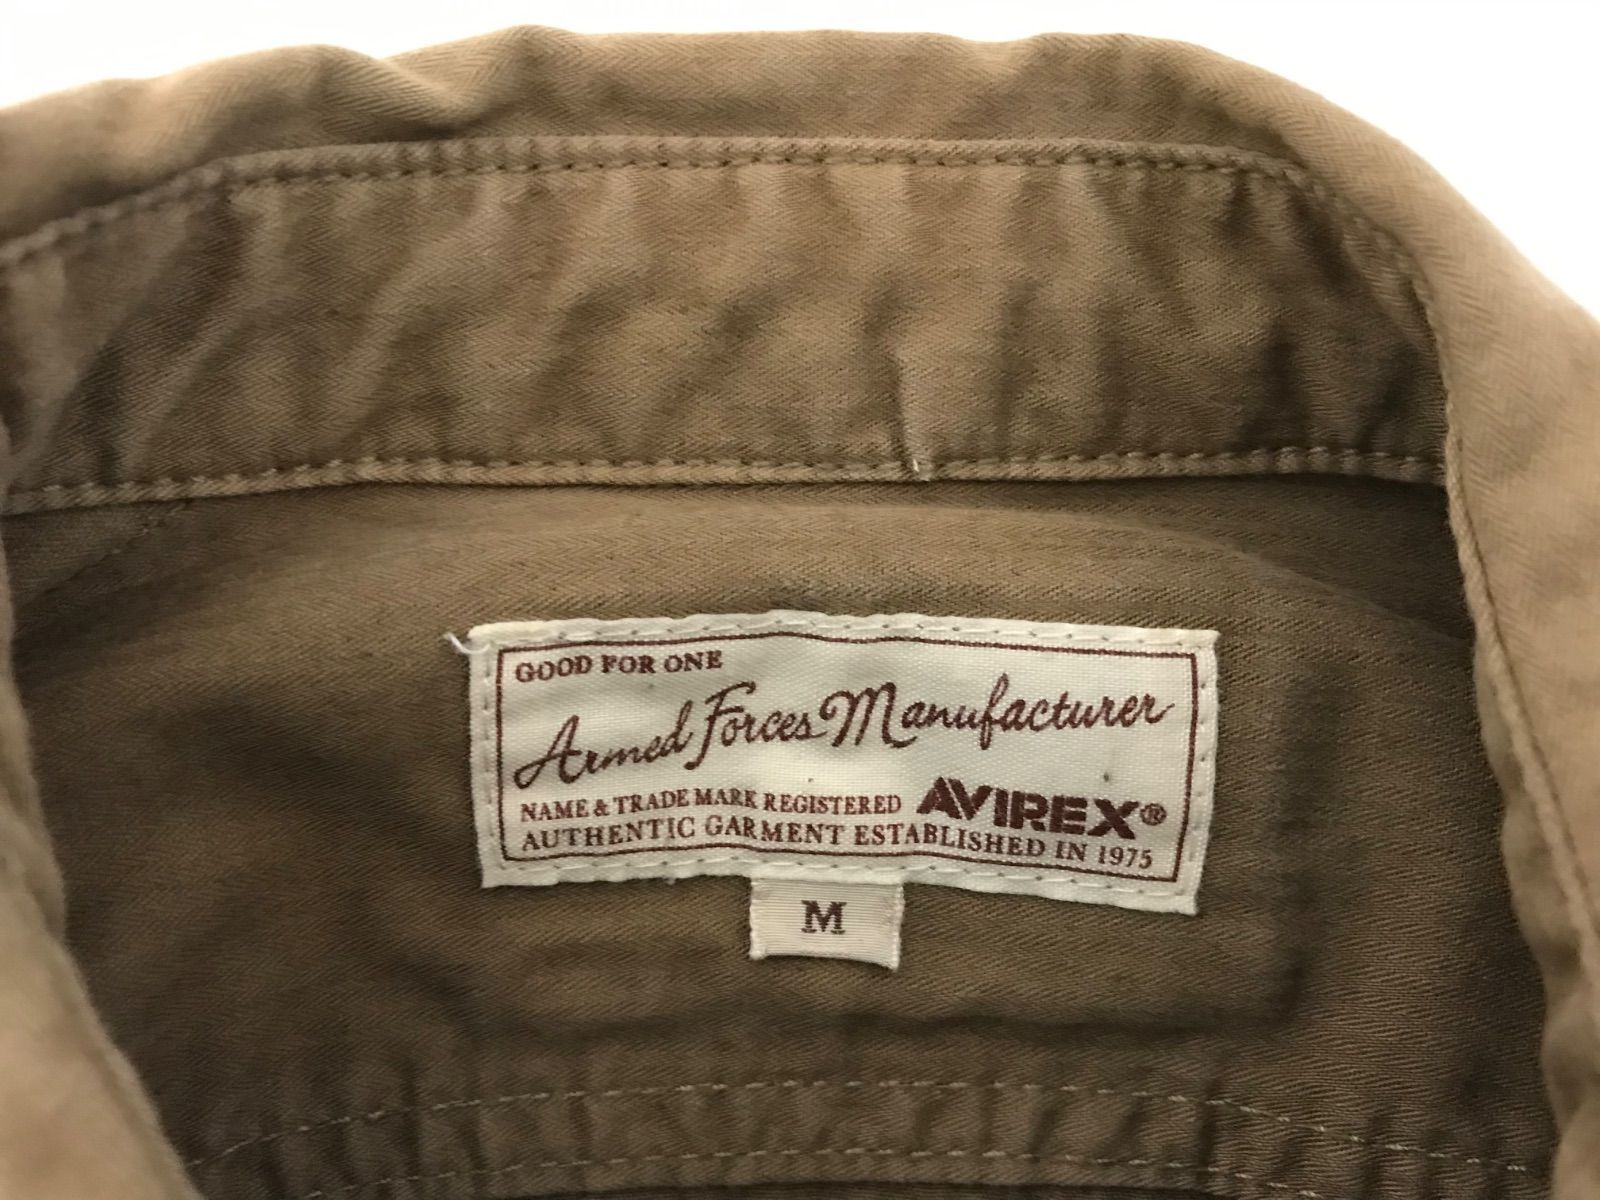 GOOD FOR ONE
Armed Forces Manufacturer
NAME & TRADE MARK REGISTERED AVIREX®
AUTHENTIC GARMENT ESTABLISHED IN 1975
M